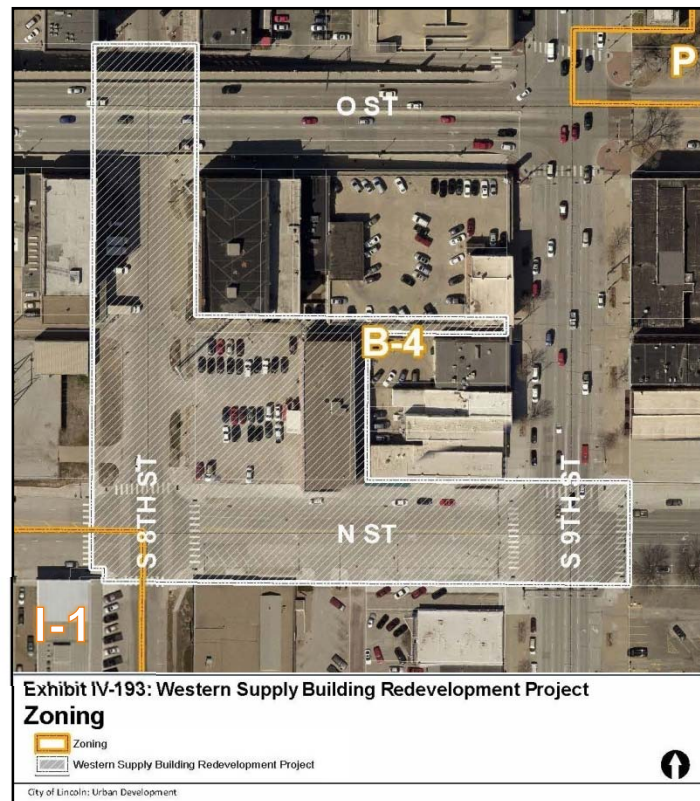 P
O ST
B-4
S 8TH ST
N ST
S 9TH ST
I-1
Exhibit IV-193: Western Supply Building Redevelopment Project
Zoning
Zoning
Western Supply Building Redevelopment Project
City of Lincoln: Urban Development